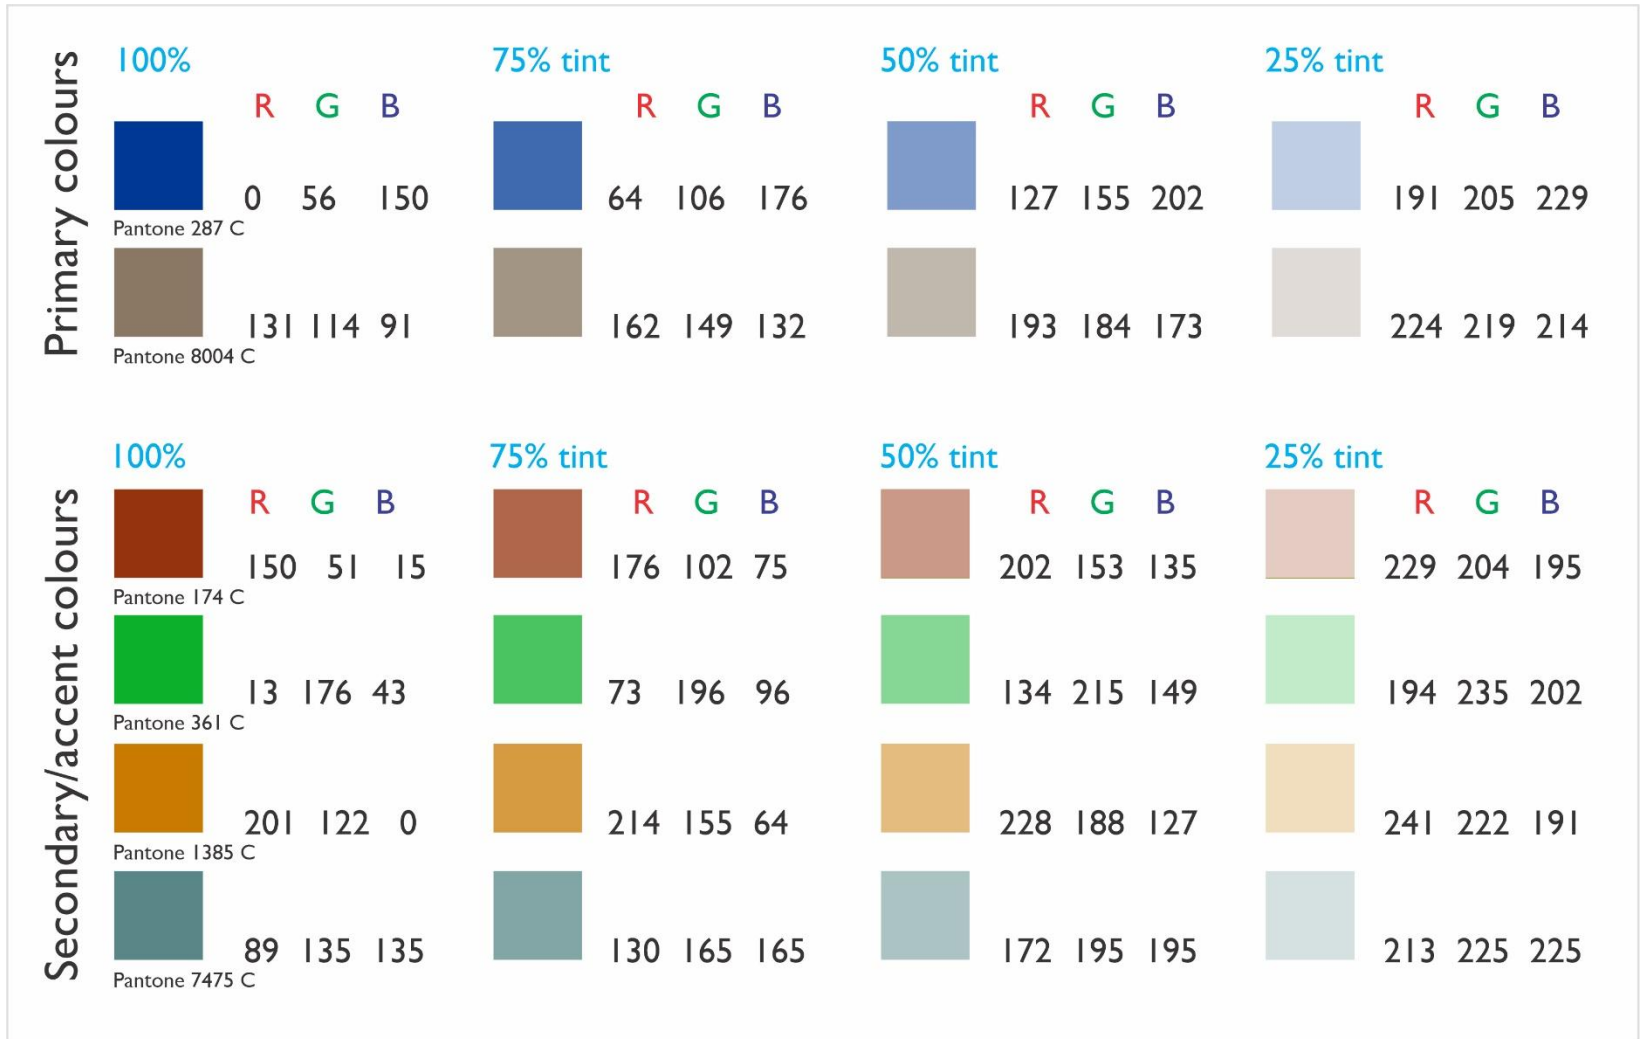 Primary colours
100% 75% tint 50% tint 25% tint
R G B R G B R G B R G B
0 56 150 64 106 176 127 155 202 191 205 229
Pantone 287 C
131 114 91 162 149 132 193 184 173 224 219 214
Pantone 8004 C
Secondary/accent colours
100% 75% tint 50% tint 25% tint
R G B R G B R G B R G B
150 51 15 176 102 75 202 153 135 229 204 195
Pantone 174 C
13 176 43 73 196 96 134 215 149 194 235 202
Pantone 361 C
201 122 0 214 155 64 228 188 127 241 222 191
Pantone 1385 C
89 135 135 130 165 165 172 195 195 213 225 225
Pantone 7475 C